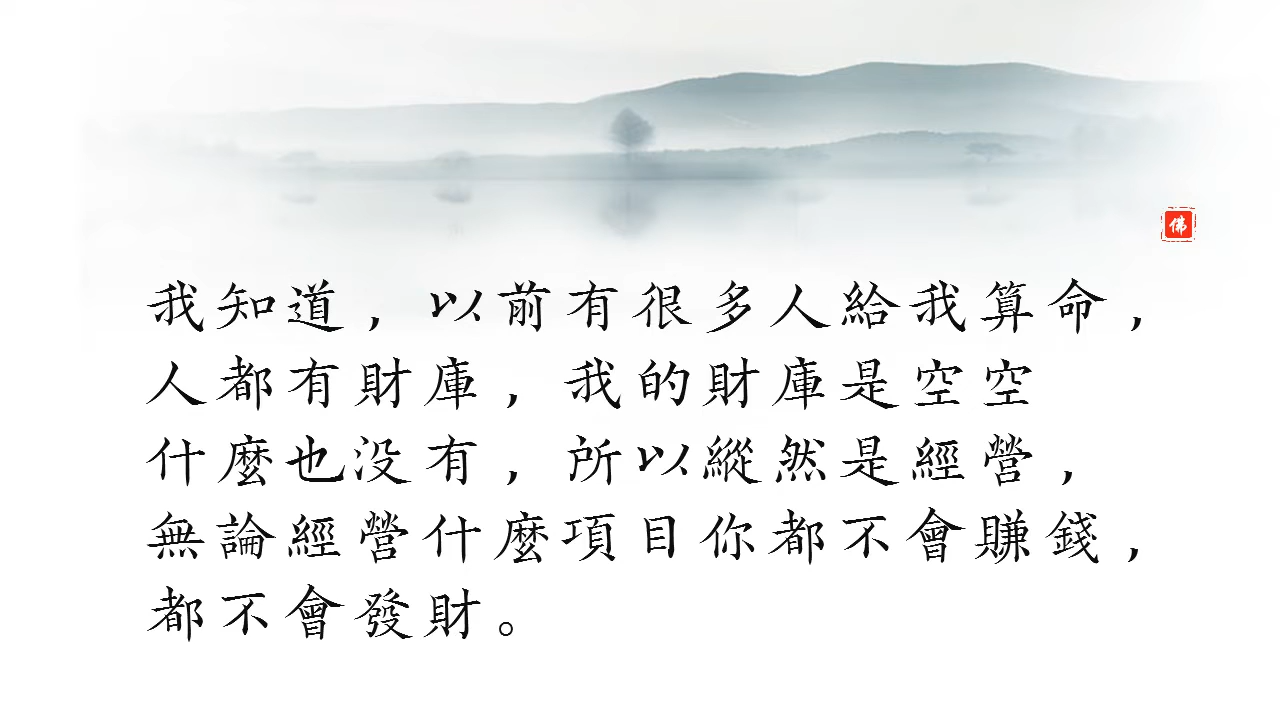 佛
我知道，以前有很多人給我算命，
人都有財庫，我的財庫是空空
什麼也没有，所以縱然是經營，
無論經營什麼項目你都不會賺錢，
都不會發財。